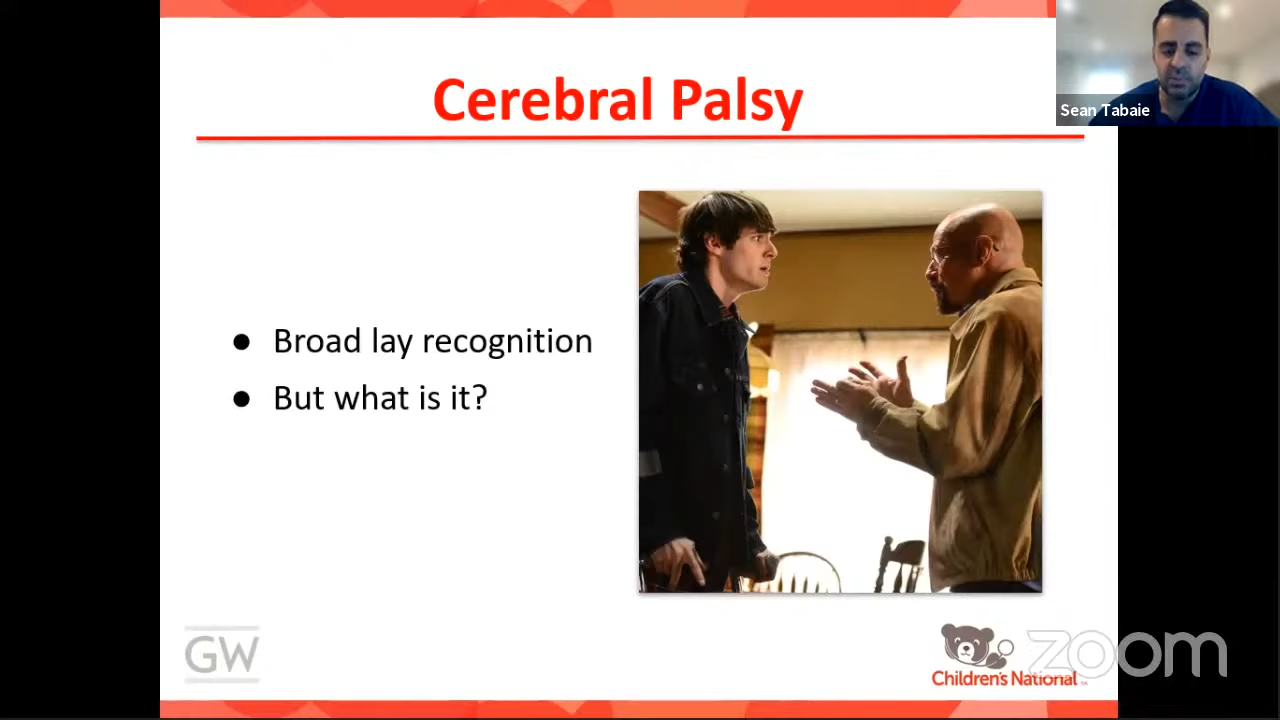 Cerebral Palsy
Sean Tabaie
● Broad lay recognition
● But what is it?
GW
Children's National
zoom